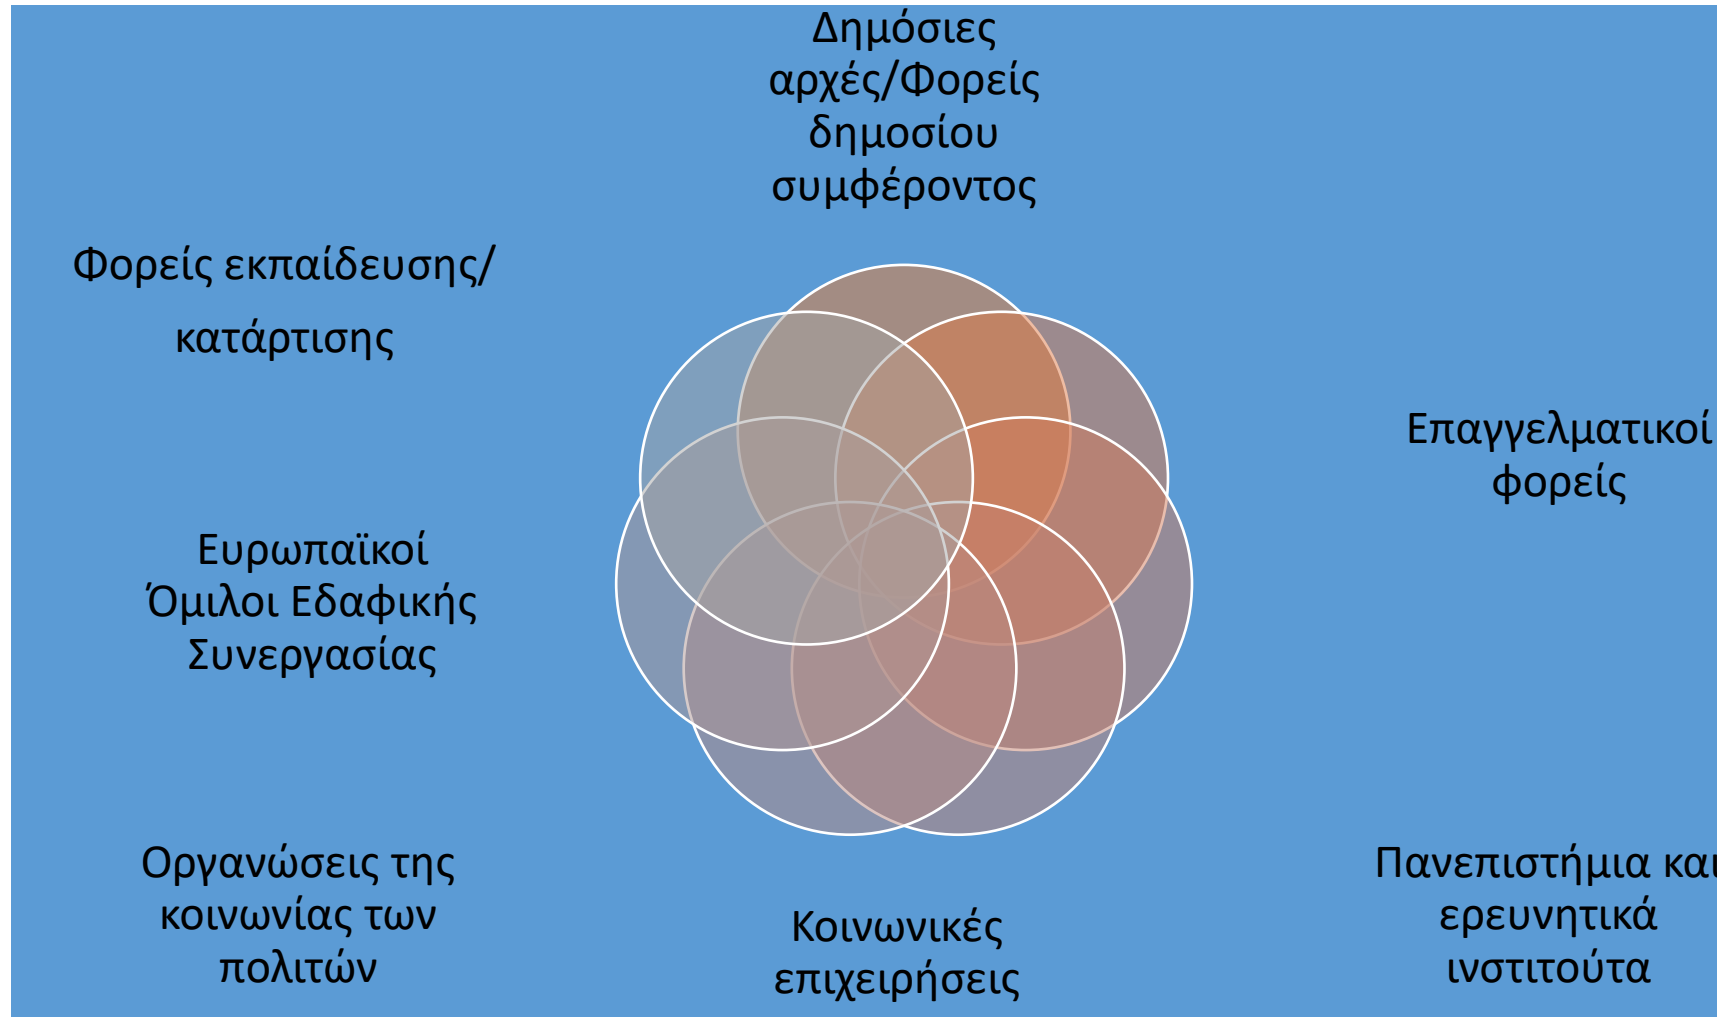 Δημόσιες
αρχές/Φορείς
δημοσίου
συμφέροντος
Φορείς εκπαίδευσης/
κατάρτισης
Επαγγελματικοί
φορείς
Ευρωπαϊκοί
Όμιλοι Εδαφικής
Συνεργασίας
Οργανώσεις της
κοινωνίας των
πολιτών
Κοινωνικές
επιχειρήσεις
Πανεπιστήμια και
ερευνητικά
ινστιτούτα